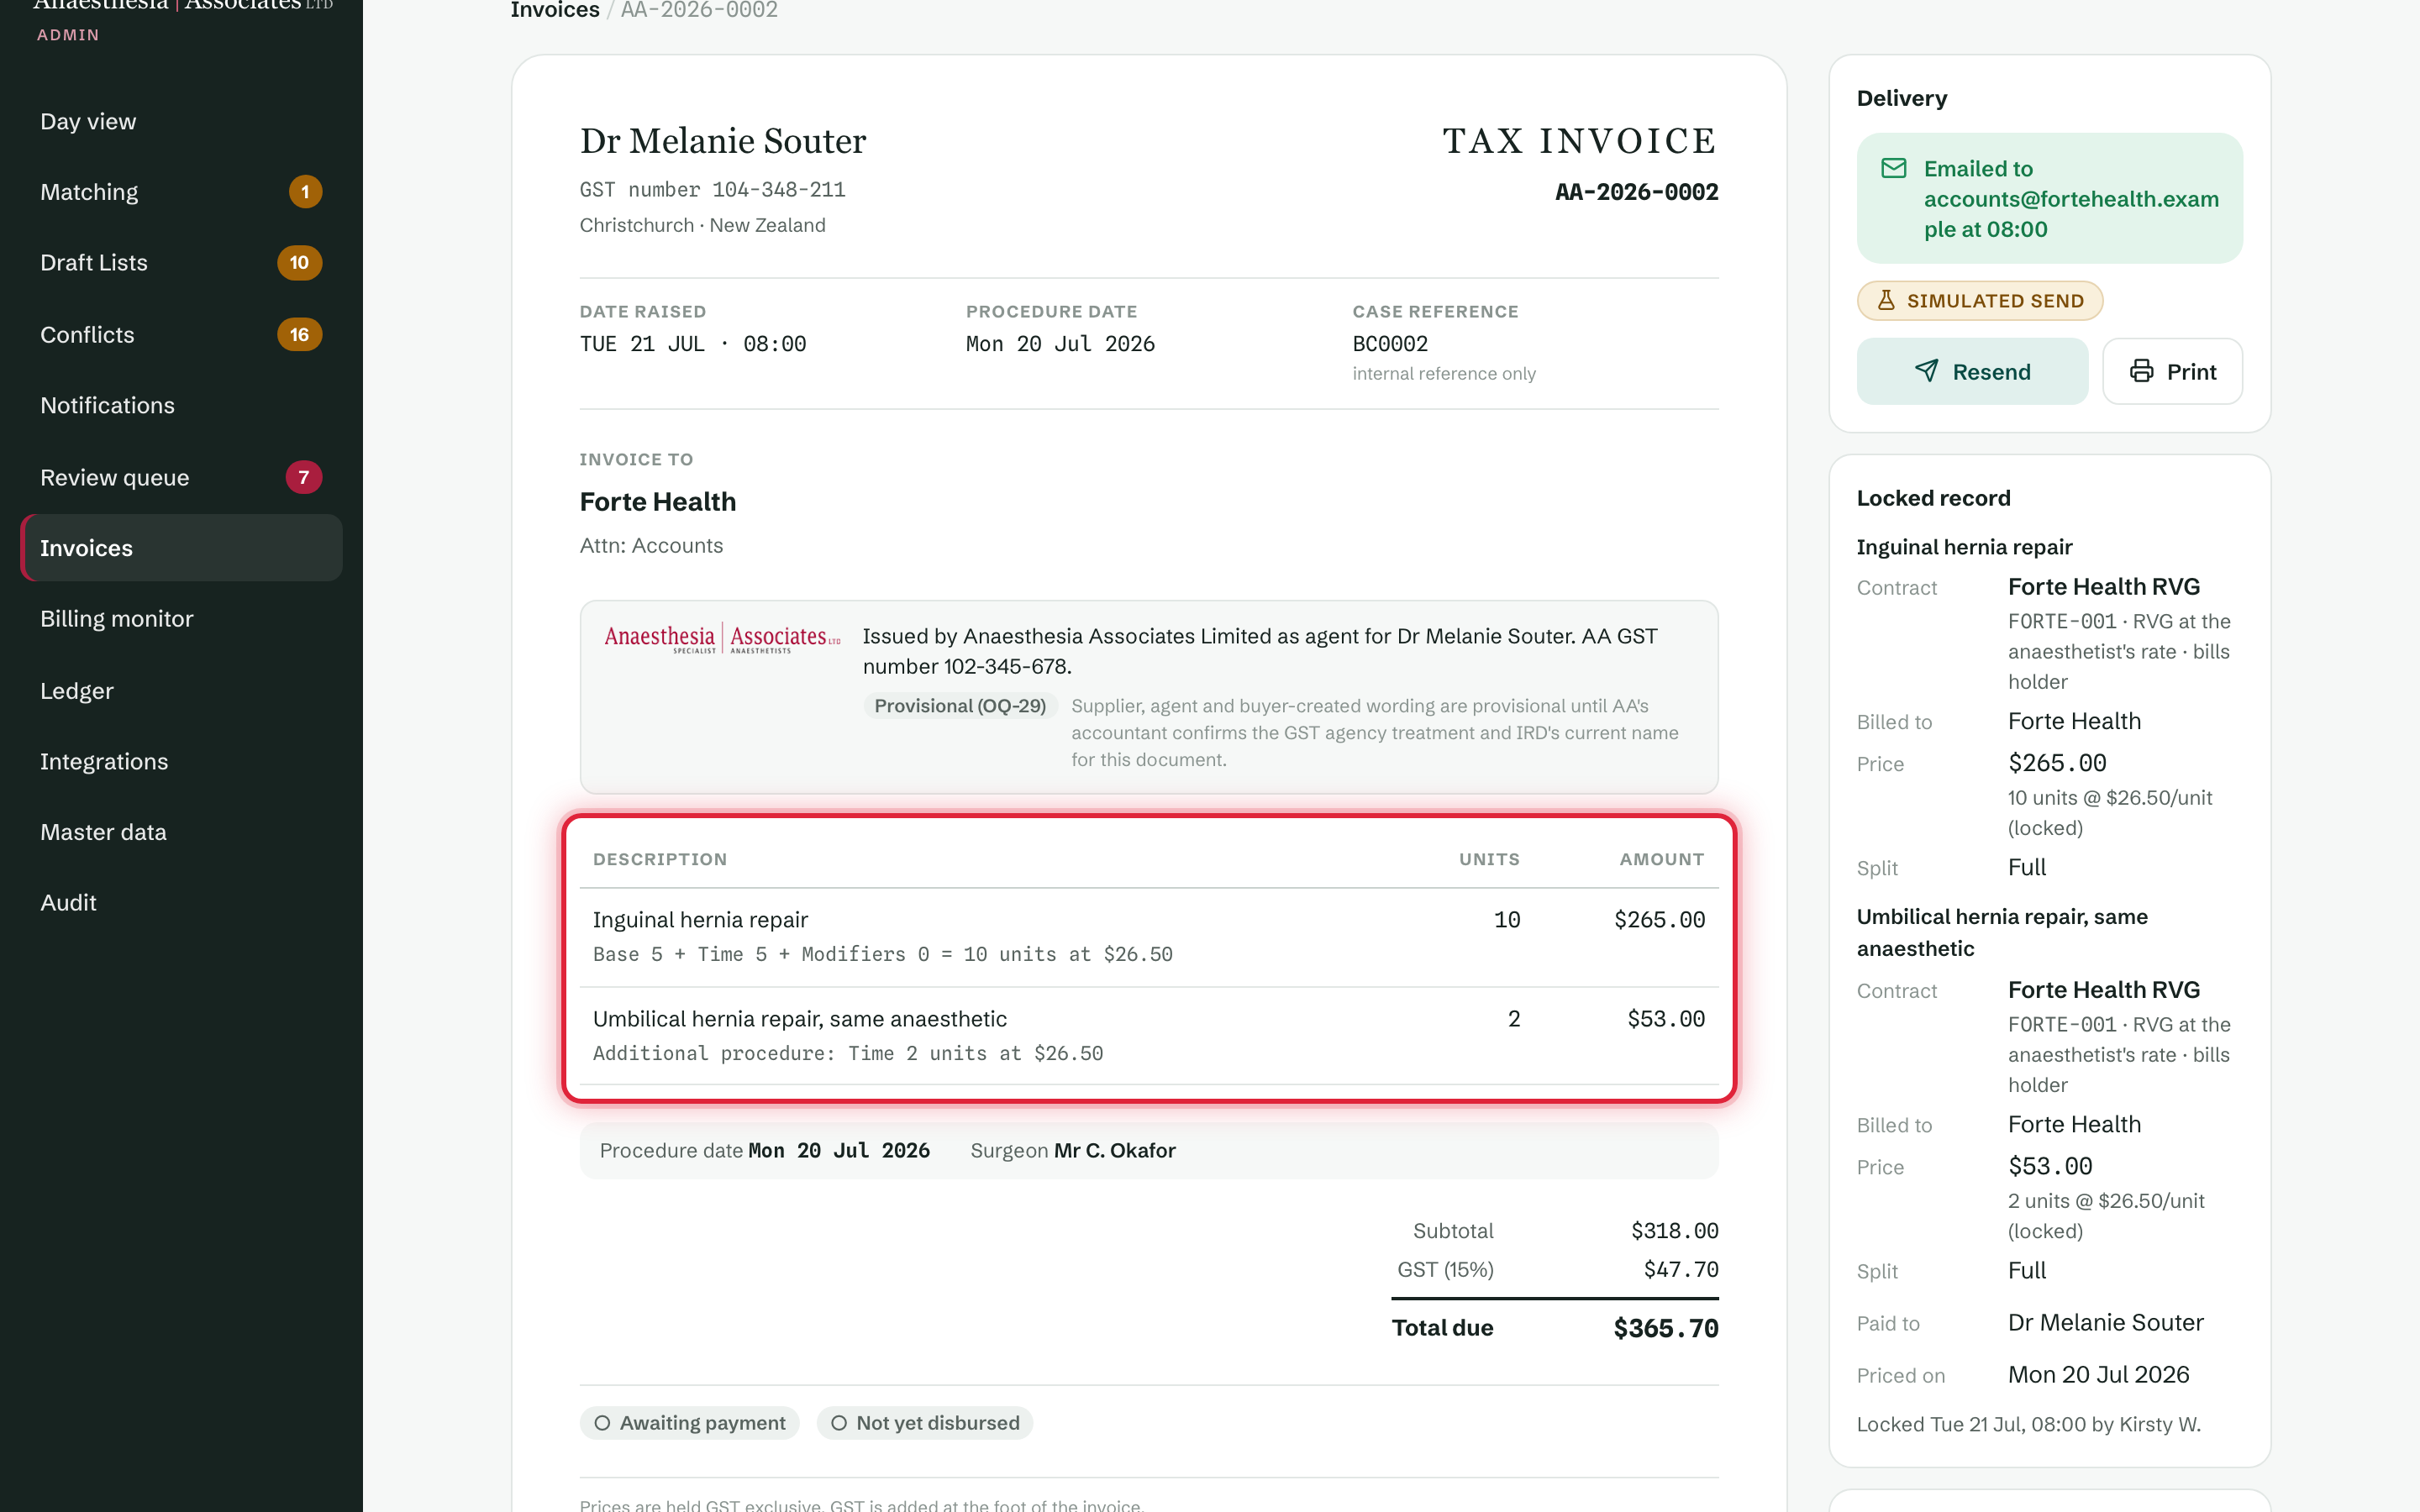 Anaesthesia | Associates LTD
ADMIN
Day view
Matching 1
Draft Lists 10
Conflicts 16
Notifications
Review queue 7
Invoices
Billing monitor
Ledger
Integrations
Master data
Audit
Invoices / AA-2026-0002
Dr Melanie Souter
GST number 104-348-211
Christchurch · New Zealand
TAX INVOICE
AA-2026-0002
DATE RAISED
TUE 21 JUL · 08:00
PROCEDURE DATE
Mon 20 Jul 2026
CASE REFERENCE
BC0002
internal reference only
INVOICE TO
Forte Health
Attn: Accounts
Anaesthesia | Associates LTD
SPECIALIST | ANAESTHETISTS
Issued by Anaesthesia Associates Limited as agent for Dr Melanie Souter. AA GST
number 102-345-678.
Provisional (OQ-29)
Supplier, agent and buyer-created wording are provisional until AA's
accountant confirms the GST agency treatment and IRD's current name
for this document.
DESCRIPTION UNITS AMOUNT
Inguinal hernia repair 10 $265.00
Base 5 + Time 5 + Modifiers 0 = 10 units at $26.50
Umbilical hernia repair, same anaesthetic 2 $53.00
Additional procedure: Time 2 units at $26.50
Procedure date Mon 20 Jul 2026 Surgeon Mr C. Okafor
Subtotal $318.00
GST (15%) $47.70
Total due $365.70
Awaiting payment Not yet disbursed
Prices are held GST exclusive. GST is added at the foot of the invoice.
Delivery
Emailed to
accounts@fortehealth.exam
ple at 08:00
SIMULATED SEND
Resend Print
Locked record
Inguinal hernia repair
Contract Forte Health RVG
FORTE-001 · RVG at the
anaesthetist's rate · bills
holder
Billed to Forte Health
Price $265.00
10 units @ $26.50/unit
(locked)
Split Full
Umbilical hernia repair, same
anaesthetic
Contract Forte Health RVG
FORTE-001 · RVG at the
anaesthetist's rate · bills
holder
Billed to Forte Health
Price $53.00
2 units @ $26.50/unit
(locked)
Split Full
Paid to Dr Melanie Souter
Priced on Mon 20 Jul 2026
Locked Tue 21 Jul, 08:00 by Kirsty W.